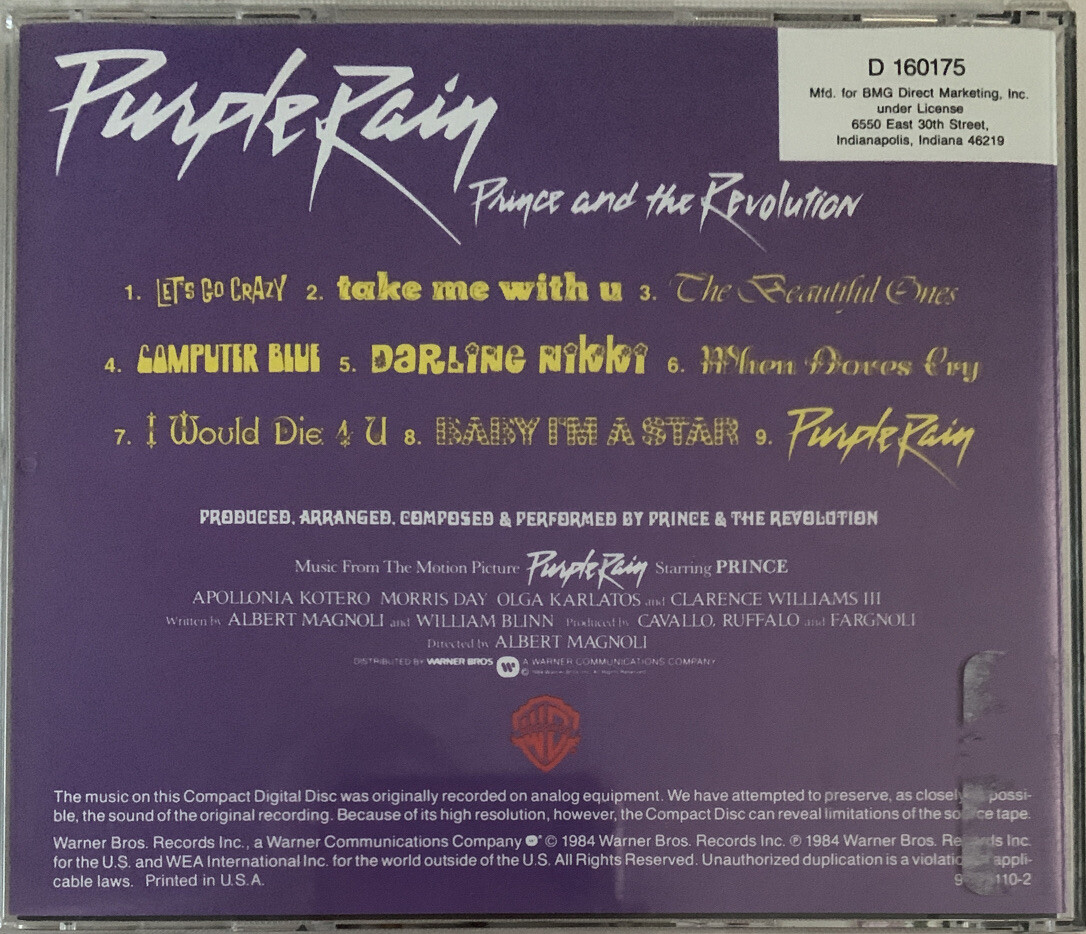 Purple Rain
D 160175
Mfd. for BMG Direct Marketing, Inc.
under License
6550 East 30th Street,
Indianapolis, Indiana 46219
Prince and the Revolution
1. LET'S GO CRAZY 2. take me with u 3. The Beautiful Ones
4. COMPUTER BLUE 5. DARLING NIKKI 6. When Doves Cry
7. I Would Die 4 U 8. BABY I'M A STAR 9. Purple Rain
PRODUCED, ARRANGED, COMPOSED & PERFORMED BY PRINCE & THE REVOLUTION
Music From The Motion Picture Purple Rain Starring PRINCE
APOLLONIA KOTERO MORRIS DAY OLGA KARLATOS and CLARENCE WILLIAMS III
Written by ALBERT MAGNOLI and WILLIAM BLINN Produced by CAVALLO, RUFFALO and FARGNOLI
Directed by ALBERT MAGNOLI
DISTRIBUTED BY WARNER BROS A WARNER COMMUNICATIONS COMPANY
© 1984 Warner Bros. Inc. All Rights Reserved
The music on this Compact Digital Disc was originally recorded on analog equipment. We have attempted to preserve, as closely possi-
ble, the sound of the original recording. Because of its high resolution, however, the Compact Disc can reveal limitations of the source tape.
Warner Bros. Records Inc., a Warner Communications Company © 1984 Warner Bros. Records Inc. ℗ 1984 Warner Bros. Inc.
for the U.S. and WEA International Inc. for the world outside of the U.S. All Rights Reserved. Unauthorized duplication is a appli-
cable laws. Printed in U.S.A. 110-2